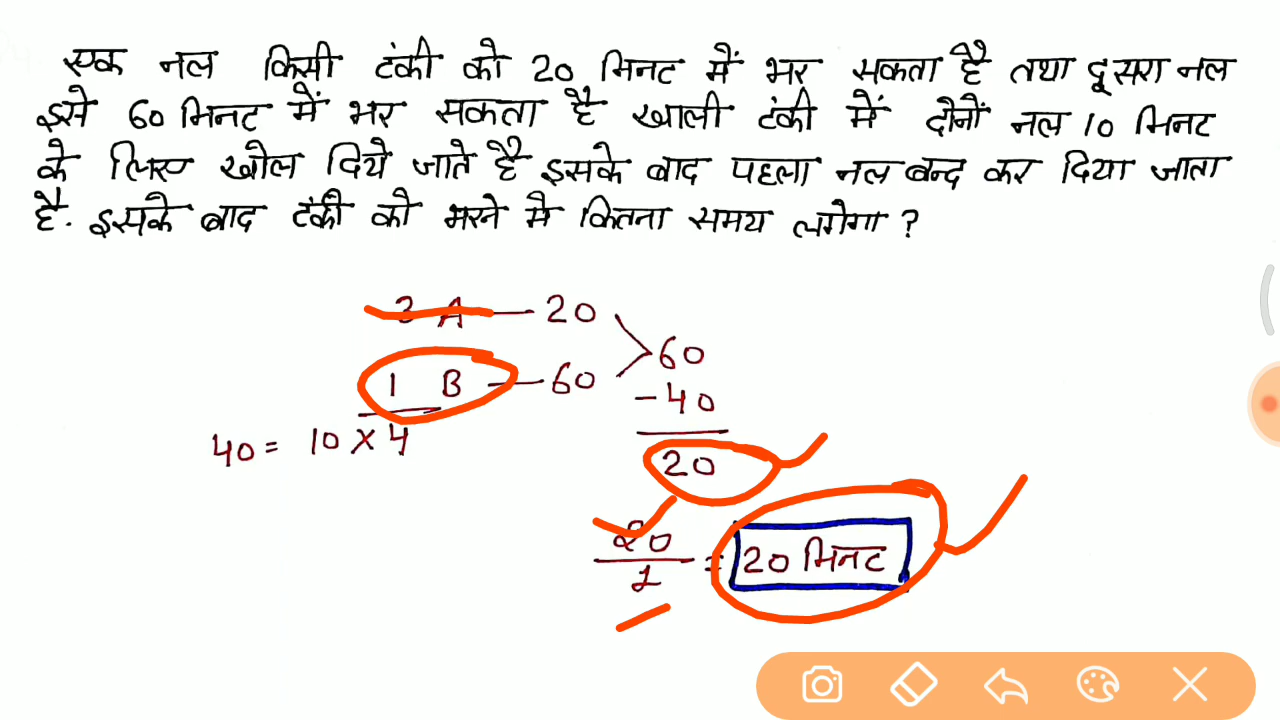 एक नल किसी टंकी को 20 मिनट में भर सकता है तथा दूसरा नल
इसे 60 मिनट में भर सकता है खाली टंकी में दोनों नल 10 मिनट
के लिए खोल दिये जाते है इसके बाद पहला नल बन्द कर दिया जाता
है. इसके बाद टंकी को भरने मे कितना समय लगेगा ?
3 A — 20
60
1 B — 60
- 40
40 = 10 X 4
20
20
1
= 20 मिनट